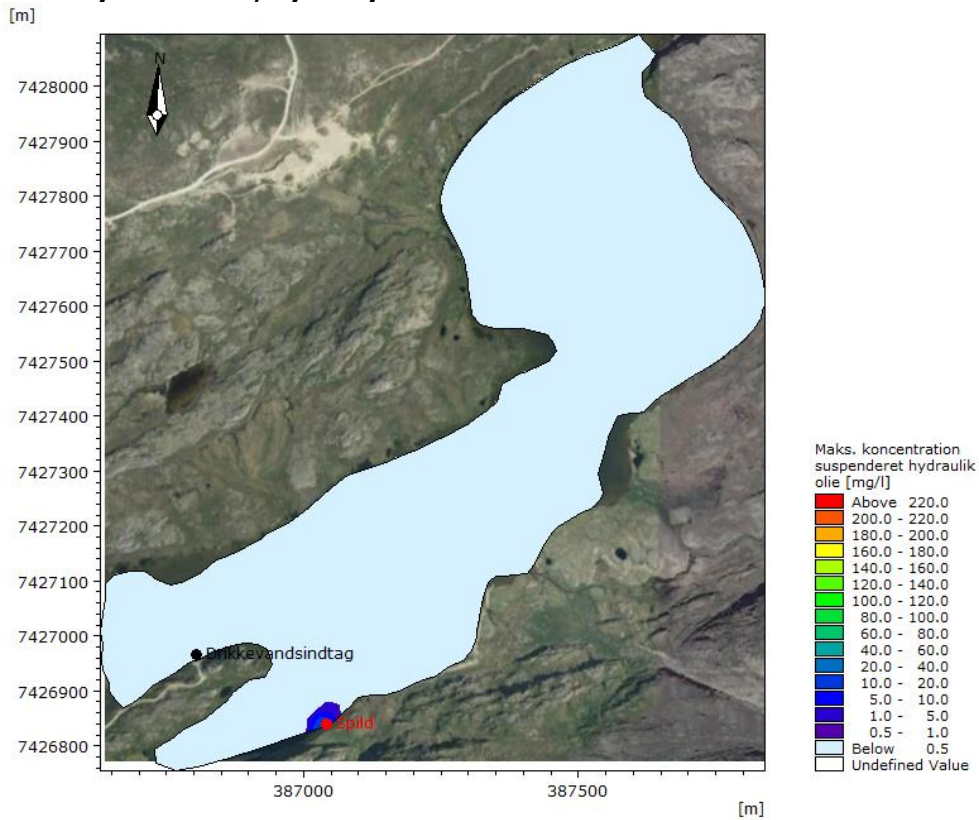 [m]
N
7428000
7427900
7427800
7427700
7427600
7427500
7427400
7427300
7427200
7427100
7427000
7426900
7426800
Drikkevandsindtag
Spild
387000
387500
[m]
Maks. koncentration
suspenderet hydraulik
olie [mg/l]
Above 220.0
200.0 - 220.0
180.0 - 200.0
160.0 - 180.0
140.0 - 160.0
120.0 - 140.0
100.0 - 120.0
80.0 - 100.0
60.0 - 80.0
40.0 - 60.0
20.0 - 40.0
10.0 - 20.0
5.0 - 10.0
1.0 - 5.0
0.5 - 1.0
Below 0.5
Undefined Value